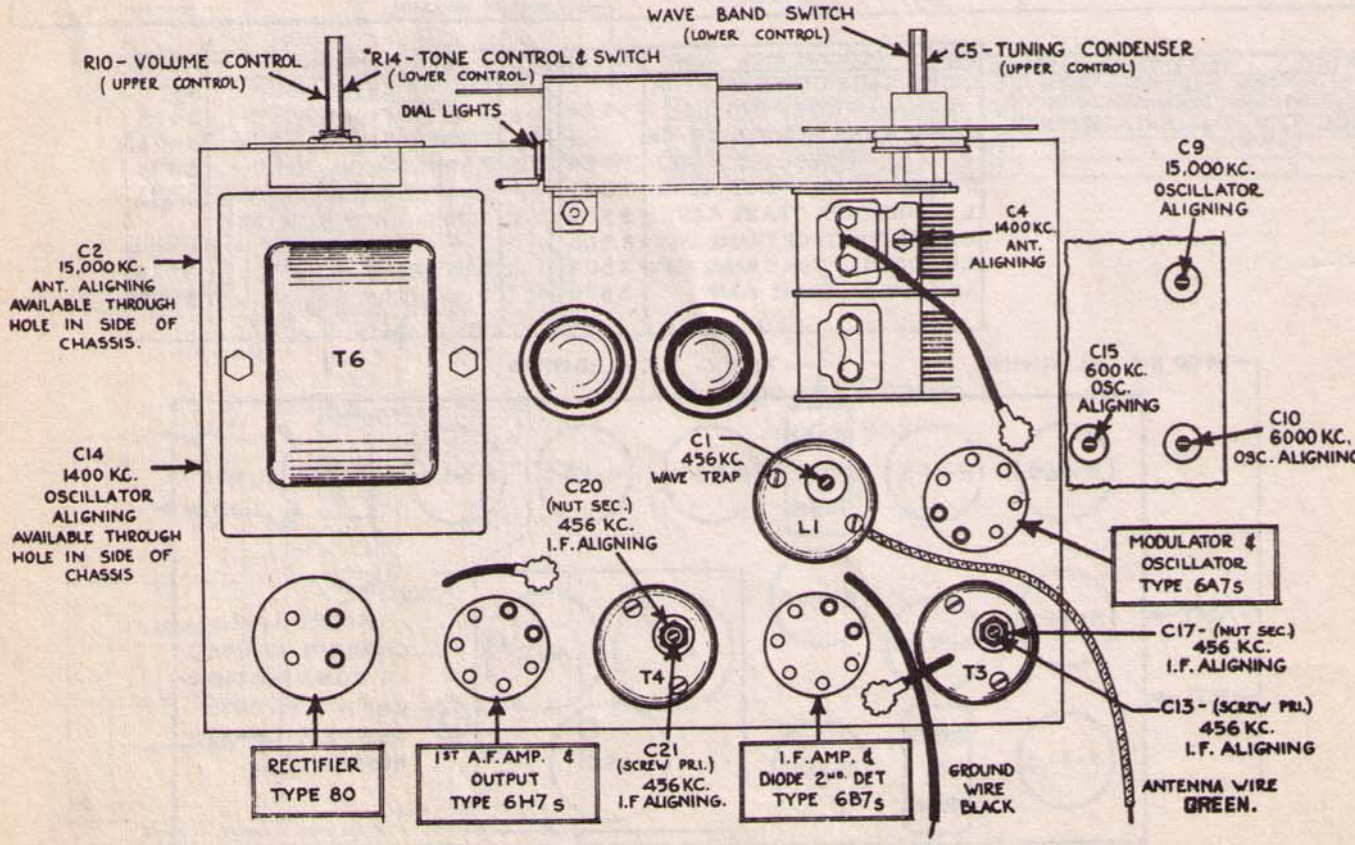 WAVE BAND SWITCH
(LOWER CONTROL)
R10-VOLUME CONTROL
( UPPER CONTROL)
*R14-TONE CONTROL & SWITCH
(LOWER CONTROL)
C5-TUNING CONDENSER
(UPPER CONTROL)
DIAL LIGHTS
C9
15,000 KC.
OSCILLATOR
ALIGNING
C4
1400 KC.
ANT.
ALIGNING
C2
15,000 KC.
ANT. ALIGNING
AVAILABLE THROUGH
HOLE IN SIDE OF
CHASSIS.
T6
C15
600 KC.
OSC.
ALIGNING
C10
6000 KC.
OSC. ALIGNING
C1
456 KC.
WAVE TRAP
C14
1400 KC.
OSCILLATOR
ALIGNING
AVAILABLE THROUGH
HOLE IN SIDE OF
CHASSIS
C20
(NUT SEC.)
456 KC.
I.F. ALIGNING
L1
MODULATOR &
OSCILLATOR
TYPE 6A7s
C17-(NUT SEC.)
456 KC.
I.F. ALIGNING
T4
T3
C13-(SCREW PRI.)
456 KC.
I.F. ALIGNING
RECTIFIER
TYPE 80
1ST A.F. AMP. &
OUTPUT
TYPE 6H7s
C21
(SCREW PRI.)
456 KC.
I.F ALIGNING.
I.F. AMP. &
DIODE 2ND. DET
TYPE 6B7s
GROUND
WIRE
BLACK
ANTENNA WIRE
GREEN.